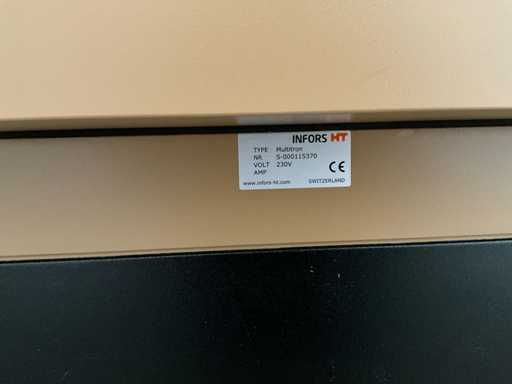 INFORS HT
TYPE : Multitron
NR S-000115370
VOLT 230V
AMP
CE
www.infors-ht.com SWITZERLAND